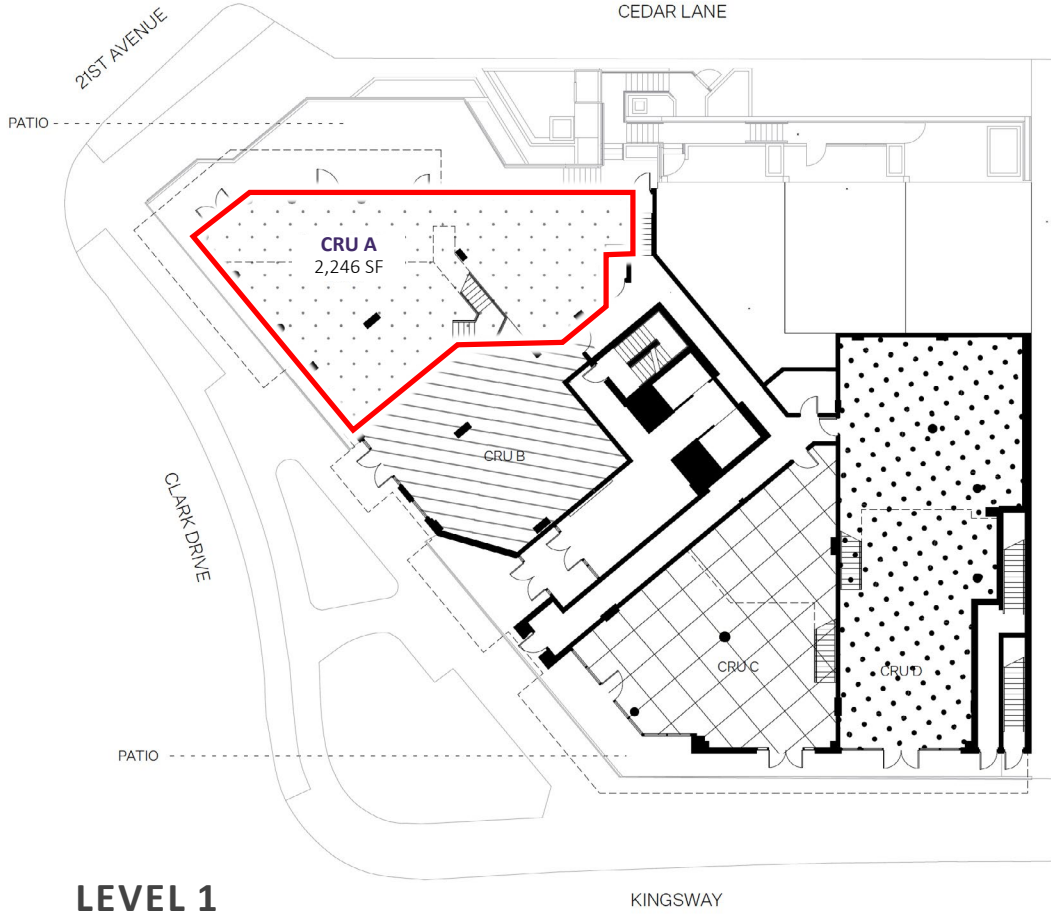 CEDAR LANE
21ST AVENUE
PATIO
CRU A
2,246 SF
CRU B
CLARK DRIVE
CRU C
CRU D
PATIO
LEVEL 1
KINGSWAY